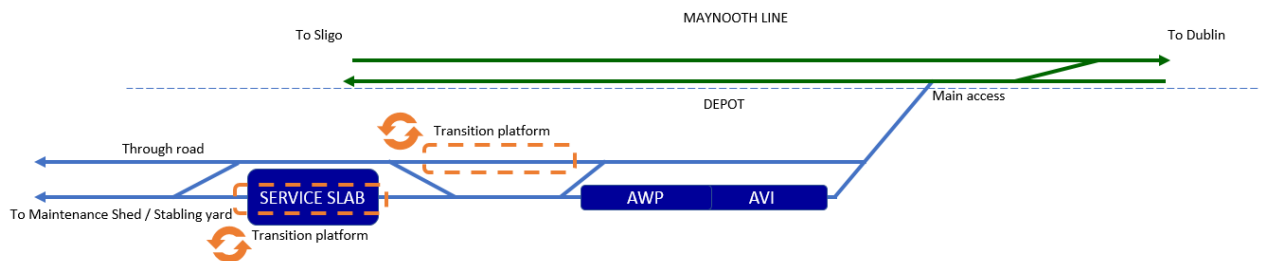 MAYNOOTH LINE
To Sligo
To Dublin
Main access
DEPOT
Transition platform
Through road
SERVICE SLAB
AWP
AVI
To Maintenance Shed / Stabling yard
Transition platform